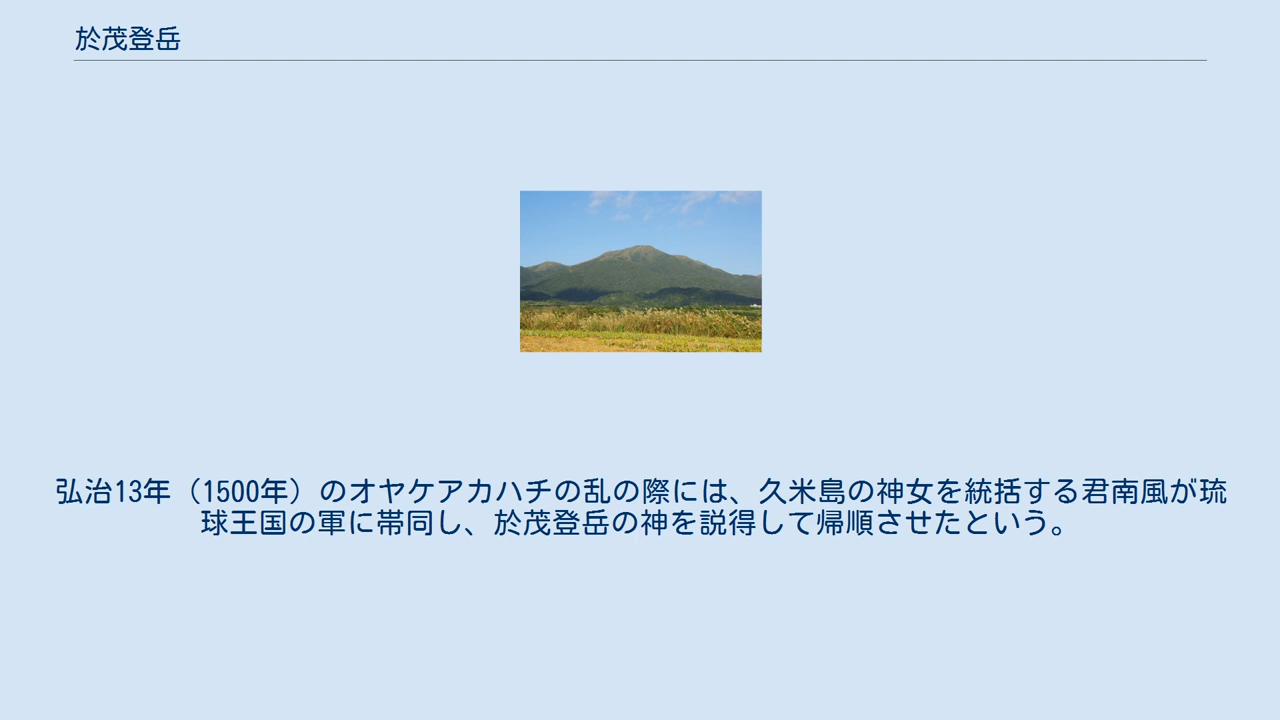 於茂登岳
弘治13年（1500年）のオヤケアカハチの乱の際には、久米島の神女を統括する君南風が琉
球王国の軍に帯同し、於茂登岳の神を説得して帰順させたという。